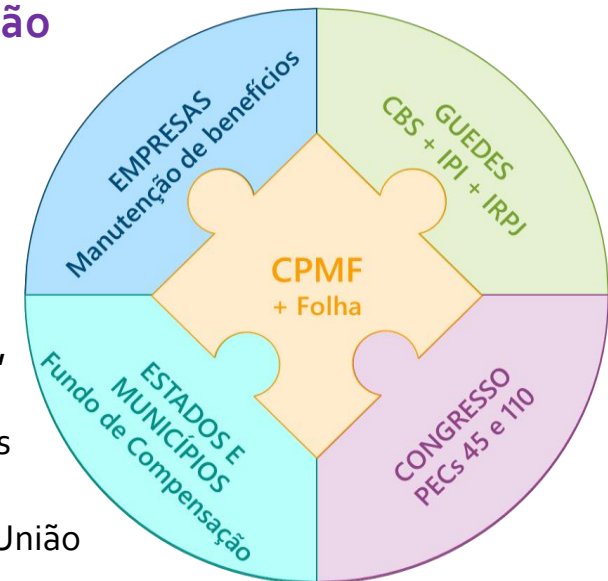 ão
EMPRESAS
Manutenção de benefícios
GUEDES
CBS + IPI + IRPJ
CPMF
+ Folha
,
ESTADOS E
MUNICÍPIOS
Fundo de Compensação
s
CONGRESSO
PECs 45 e 110
União